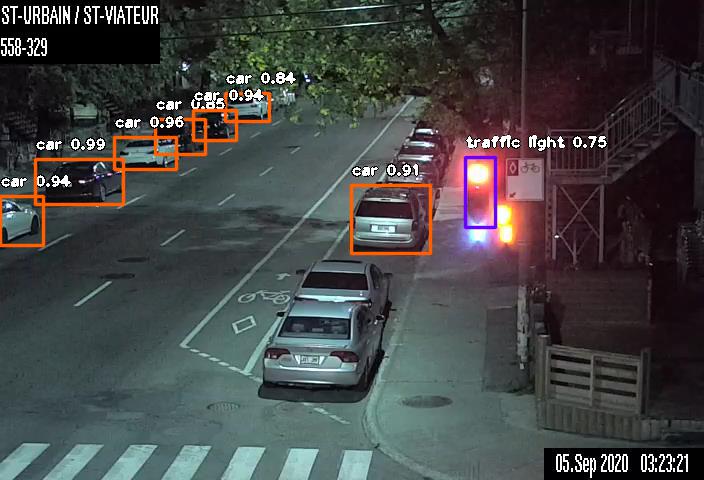 ST-URBAIN / ST-VIATEUR
558-329
car 0.84
car 0.94
car 0.85
car 0.96
car 0.99
car 0.94
traffic light 0.75
car 0.91
05.Sep 2020 03:23:21